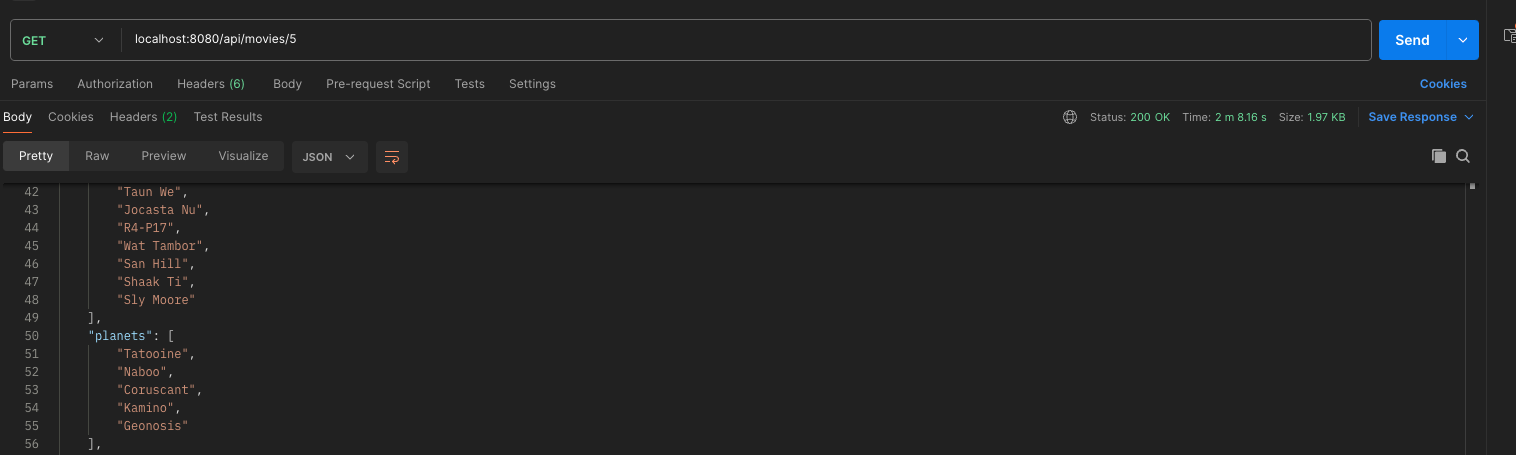 GET localhost:8080/api/movies/5 Send
Params Authorization Headers (6) Body Pre-request Script Tests Settings Cookies
Body Cookies Headers (2) Test Results Status: 200 OK Time: 2 m 8.16 s Size: 1.97 KB Save Response
Pretty Raw Preview Visualize JSON
42 "Taun We",
43 "Jocasta Nu",
44 "R4-P17",
45 "Wat Tambor",
46 "San Hill",
47 "Shaak Ti",
48 "Sly Moore"
49 ],
50 "planets": [
51 "Tatooine",
52 "Naboo",
53 "Coruscant",
54 "Kamino",
55 "Geonosis"
56 ],